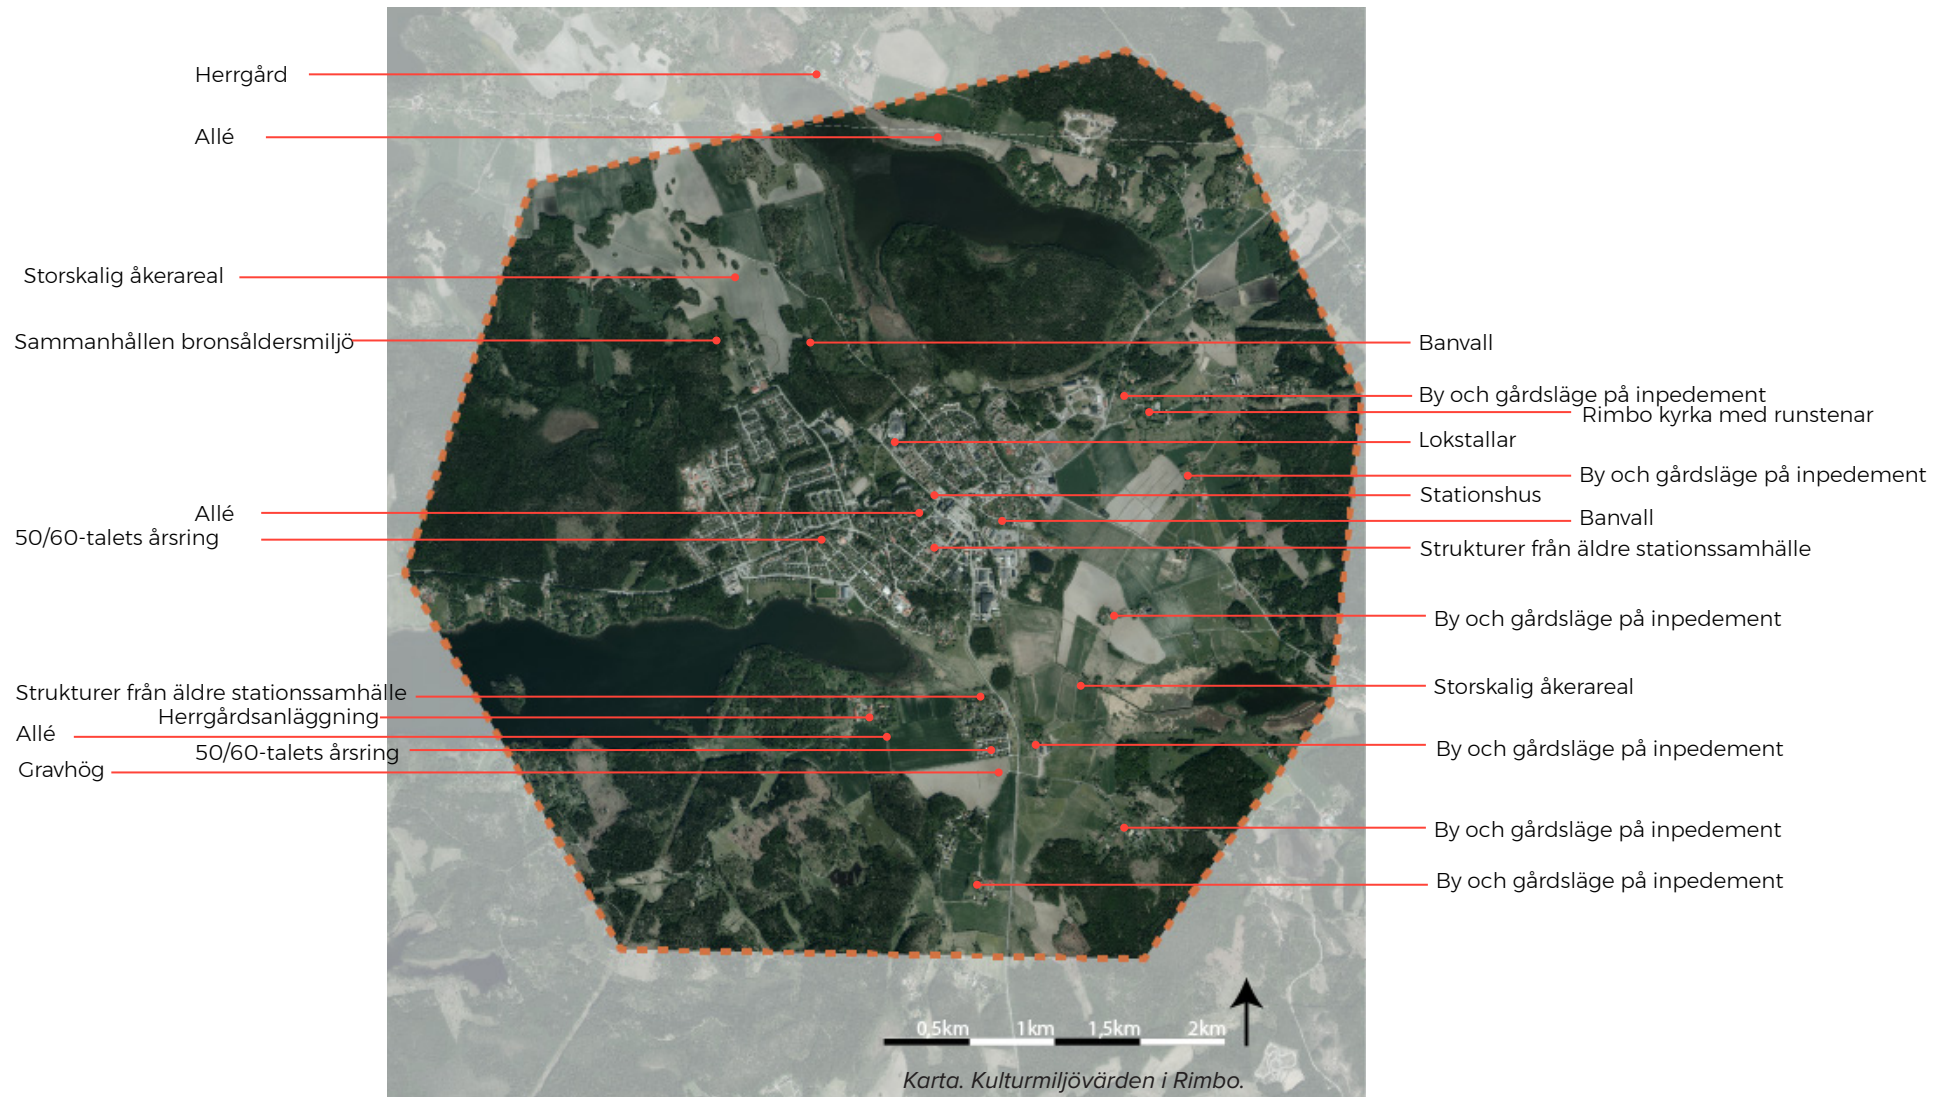 Herrgård
Allé
Storskalig åkerareal
Sammanhållen bronsåldersmiljö
Allé
50/60-talets årsring
Strukturer från äldre stationssamhälle
Herrgårdsanläggning
Allé
50/60-talets årsring
Gravhög
Banvall
By och gårdsläge på inpedement
Rimbo kyrka med runstenar
Lokstallar
By och gårdsläge på inpedement
Stationshus
Banvall
Strukturer från äldre stationssamhälle
By och gårdsläge på inpedement
Storskalig åkerareal
By och gårdsläge på inpedement
By och gårdsläge på inpedement
By och gårdsläge på inpedement
0,5km 1km 1,5km 2km
Karta. Kulturmiljövärden i Rimbo.